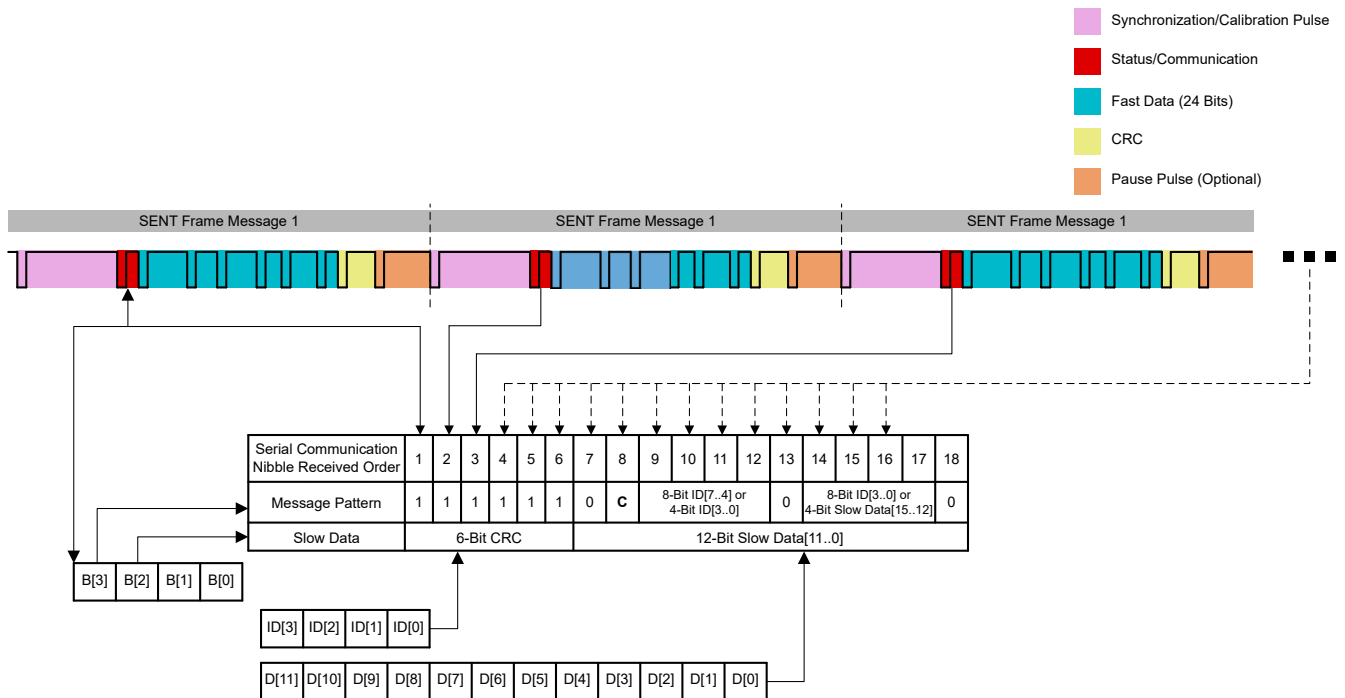 Synchronization/Calibration Pulse
Status/Communication
Fast Data (24 Bits)
CRC
Pause Pulse (Optional)
SENT Frame Message 1 SENT Frame Message 1 SENT Frame Message 1
Serial Communication
Nibble Received Order
1 2 3 4 5 6 7 8 9 10 11 12 13 14 15 16 17 18
Message Pattern
1 1 1 1 1 1 0 C
8-Bit ID[7..4] or
4-Bit ID[3..0]
0
8-Bit ID[3..0] or
4-Bit Slow Data[15..12]
0
Slow Data 6-Bit CRC 12-Bit Slow Data[11..0]
B[3] B[2] B[1] B[0]
ID[3] ID[2] ID[1] ID[0]
D[11] D[10] D[9] D[8] D[7] D[6] D[5] D[4] D[3] D[2] D[1] D[0]